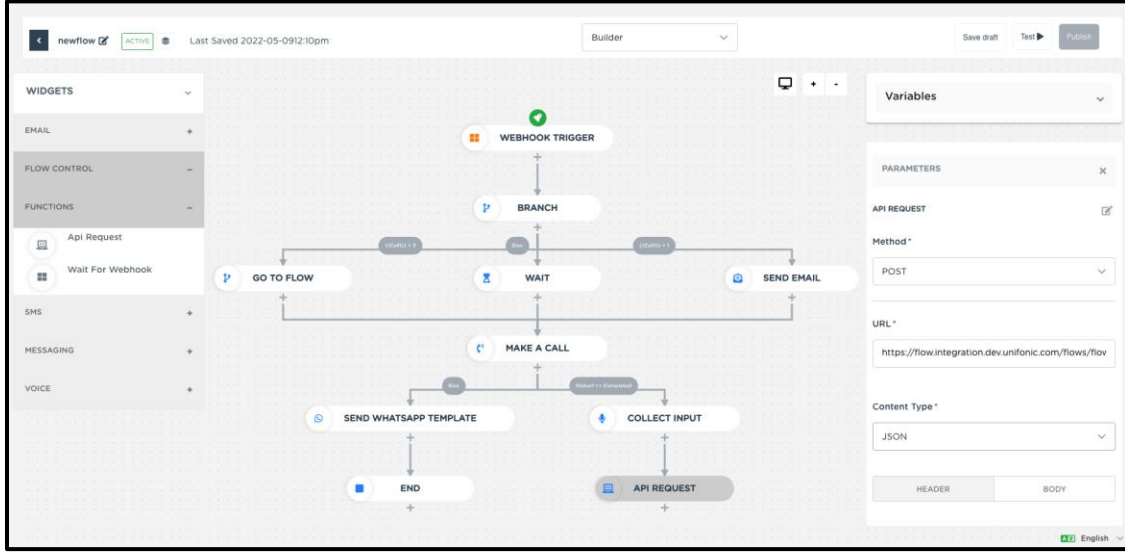 newflow ACTIVE Last Saved 2022-05-0912:10pm Builder Save draft Test Publish
WIDGETS
EMAIL +
FLOW CONTROL -
FUNCTIONS -
Api Request
Wait For Webhook
SMS +
MESSAGING +
VOICE +
+ -
WEBHOOK TRIGGER
+
BRANCH
+
Else
GO TO FLOW WAIT SEND EMAIL
+ + +
MAKE A CALL
+
Else Status1 == Completed
SEND WHATSAPP TEMPLATE COLLECT INPUT
+ +
END API REQUEST
+ +
Variables
PARAMETERS
API REQUEST
Method *
POST
URL *
https://flow.integration.dev.unifonic.com/flows/flov
Content Type *
JSON
HEADER BODY
English